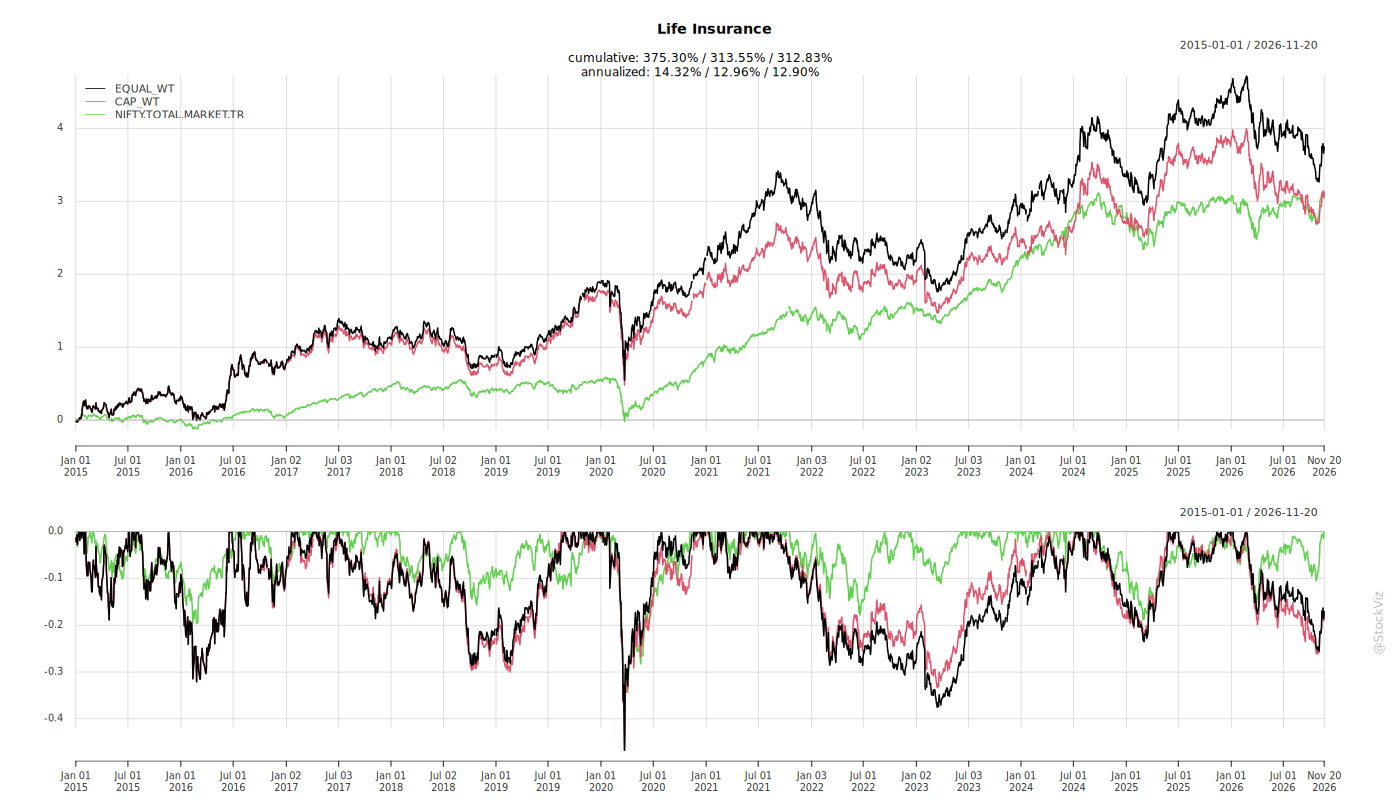 Life Insurance
2015-01-01 / 2026-11-20
cumulative: 375.30% / 313.55% / 312.83%
annualized: 14.32% / 12.96% / 12.90%
EQUAL_WT
CAP_WT
NIFTY.TOTAL.MARKET.TR
4
3
2
1
0
Jan 01 Jul 01 Jan 01 Jul 01 Jan 02 Jul 03 Jan 01 Jul 02 Jan 01 Jul 01 Jan 01 Jul 01 Jan 01 Jul 01 Jan 03 Jul 01 Jan 02 Jul 03 Jan 01 Jul 01 Jan 01 Jul 01 Jan 01 Jul 01 Nov 20
2015 2015 2016 2016 2017 2017 2018 2018 2019 2019 2020 2020 2021 2021 2022 2022 2023 2023 2024 2024 2025 2025 2026 2026 2026
2015-01-01 / 2026-11-20
0.0
-0.1
-0.2
-0.3
-0.4
Jan 01 Jul 01 Jan 01 Jul 01 Jan 02 Jul 03 Jan 01 Jul 02 Jan 01 Jul 01 Jan 01 Jul 01 Jan 01 Jul 01 Jan 03 Jul 01 Jan 02 Jul 03 Jan 01 Jul 01 Jan 01 Jul 01 Jan 01 Jul 01 Nov 20
2015 2015 2016 2016 2017 2017 2018 2018 2019 2019 2020 2020 2021 2021 2022 2022 2023 2023 2024 2024 2025 2025 2026 2026 2026
@StockViz